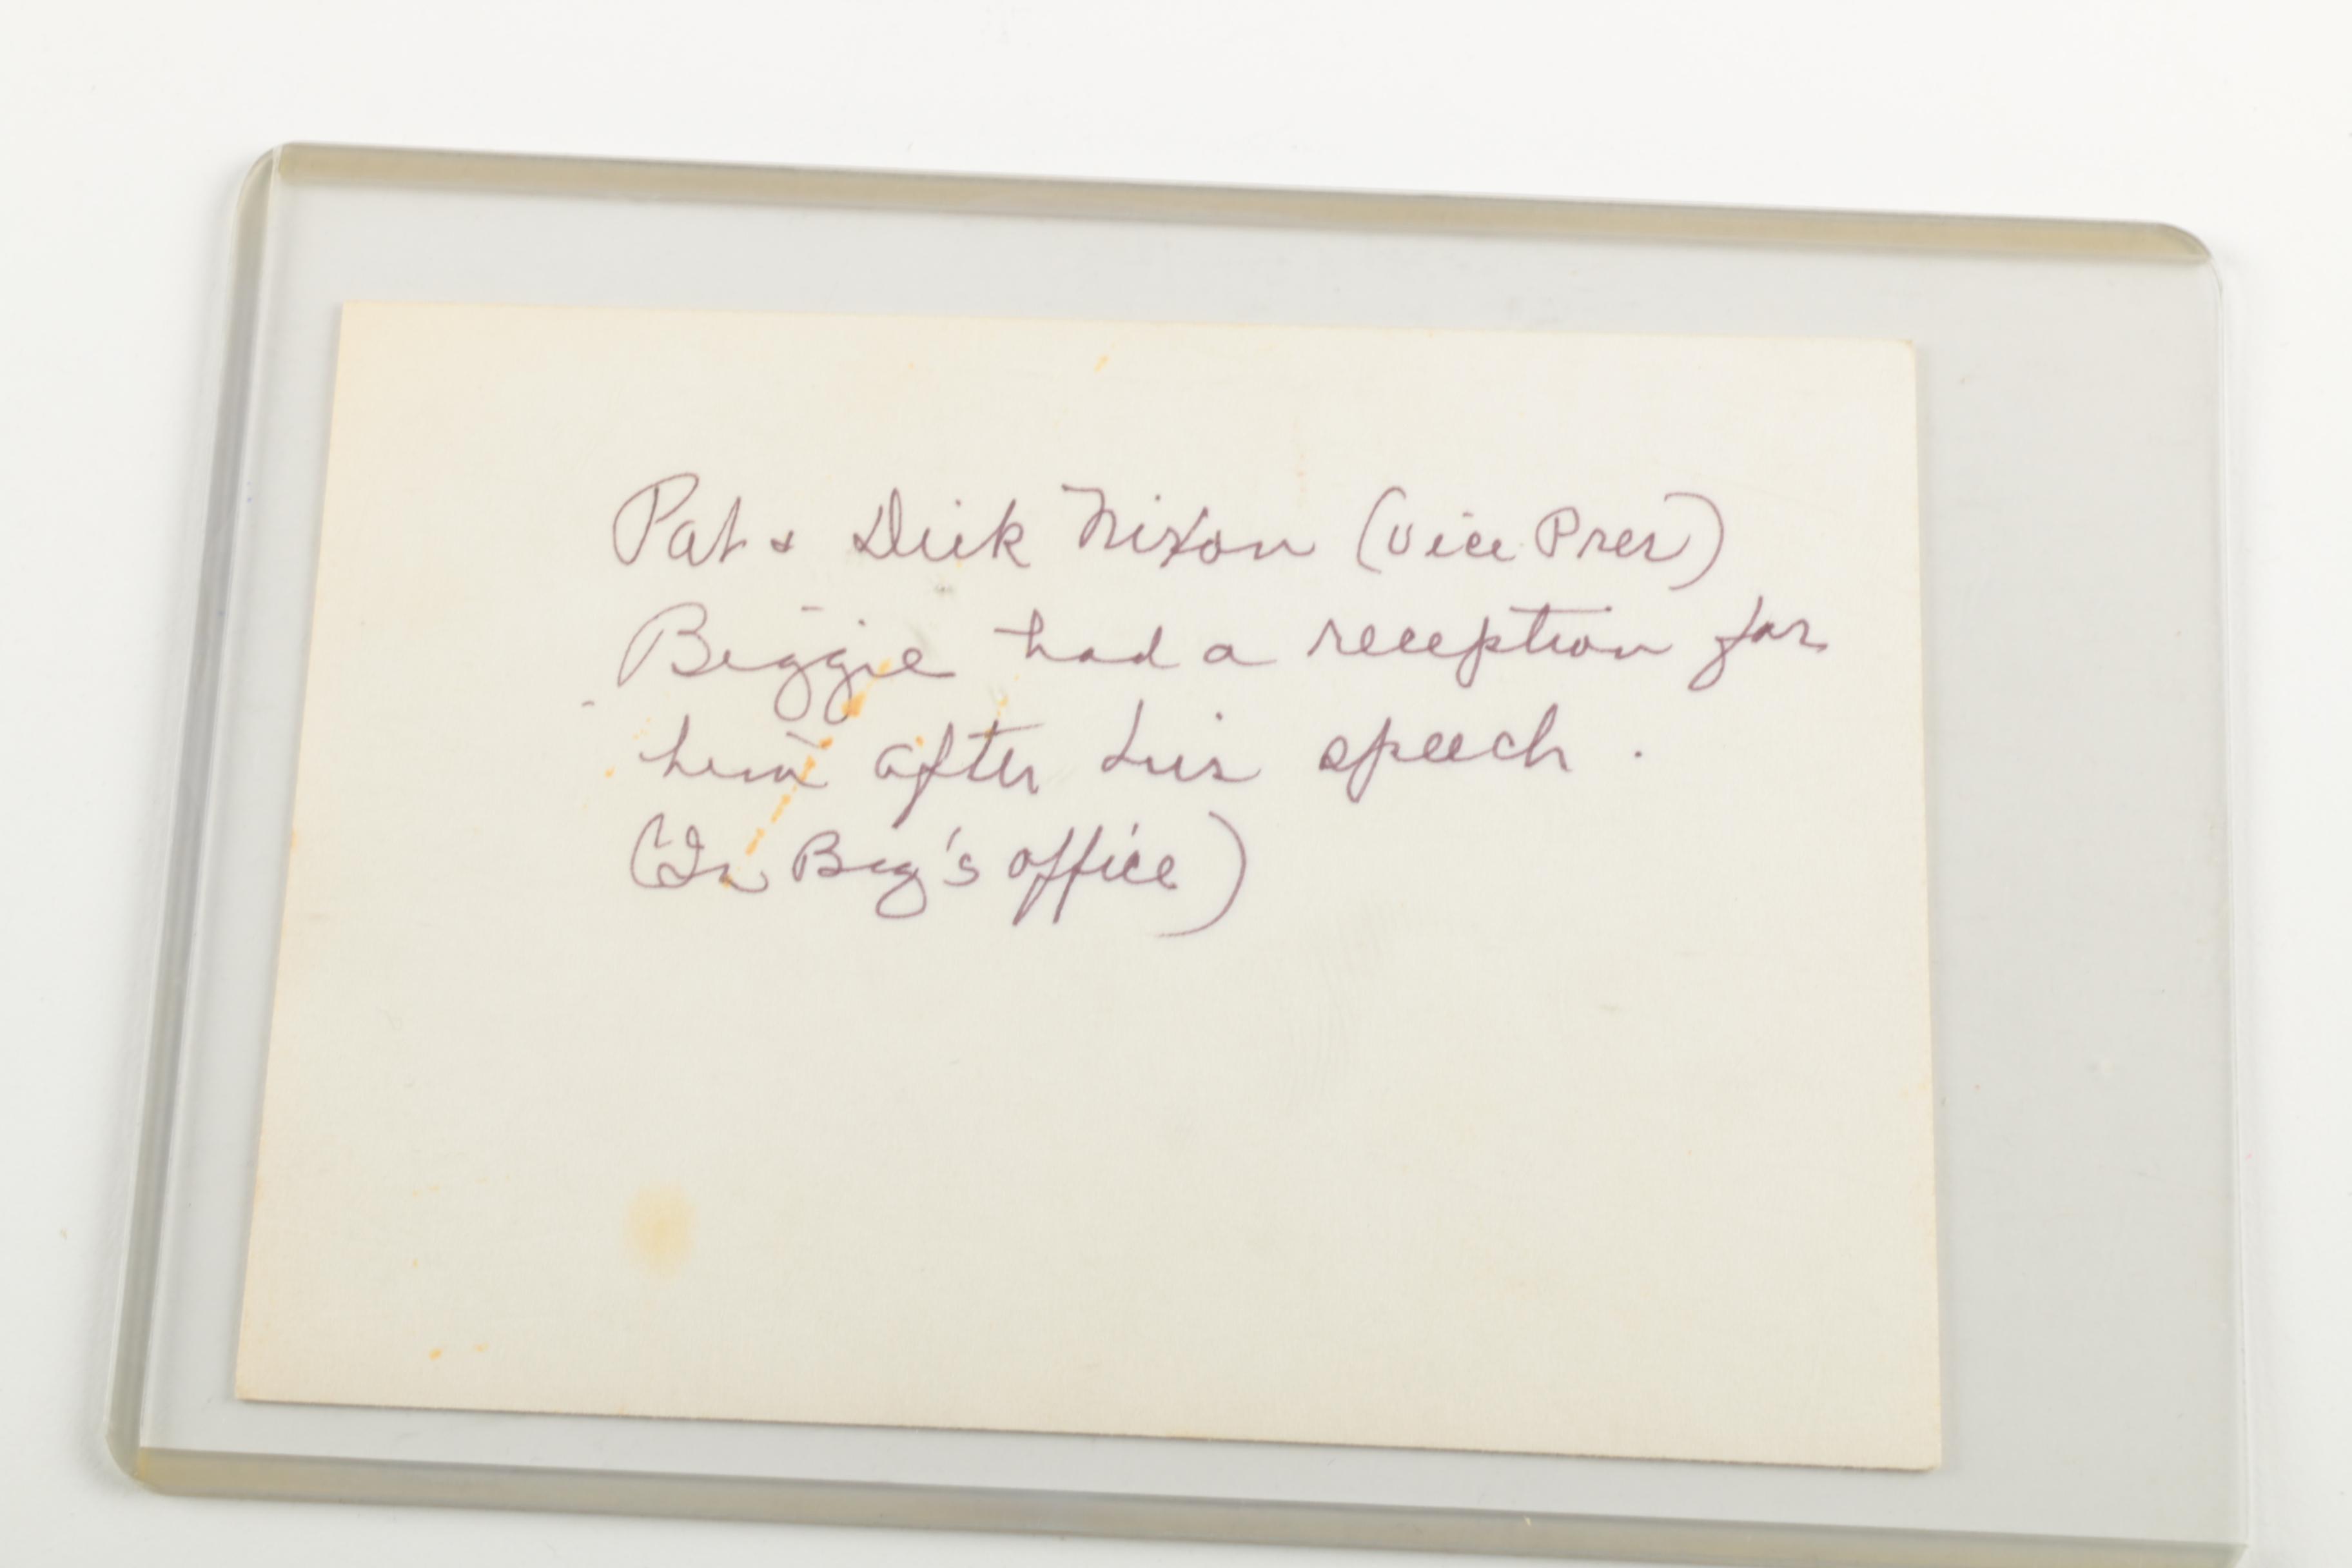 Pat & Dick Nixon (Vice Pres)
Biggie had a reception for
him after his speech.
(In Big's office)